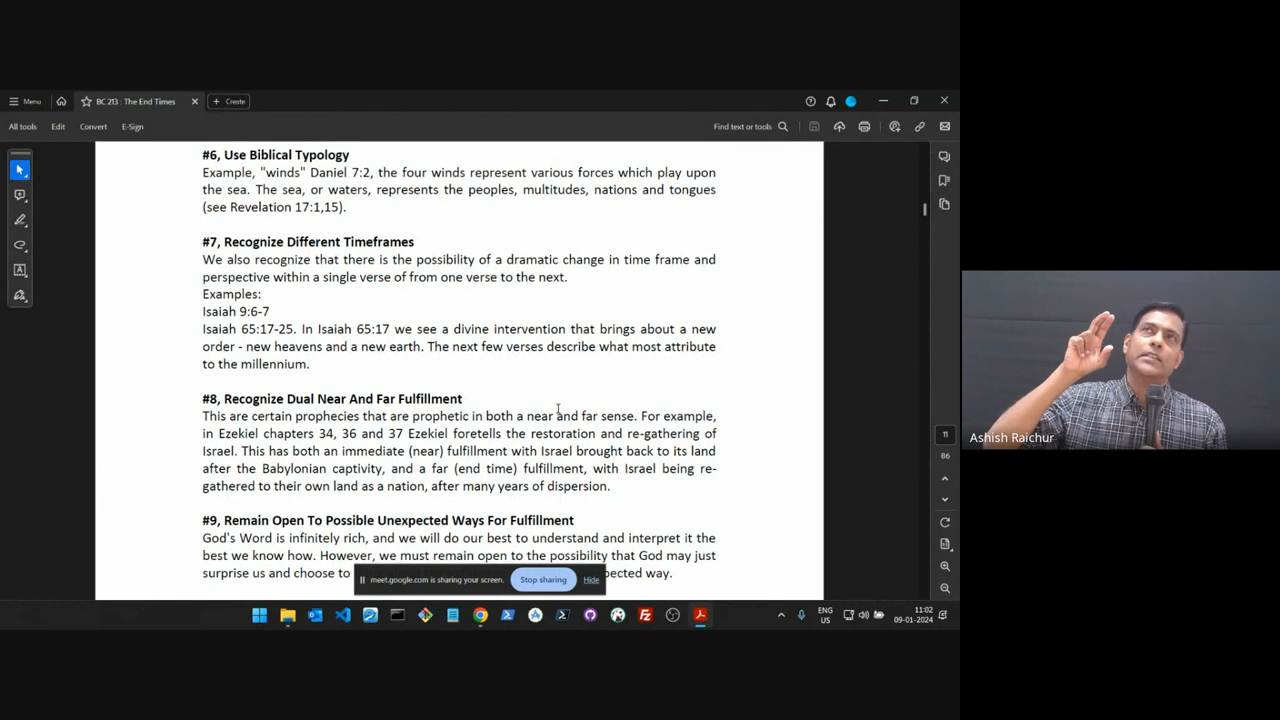 Menu
BC 213 : The End Times
Create
All tools
Edit
Convert
E-Sign
Find text or tools
#6, Use Biblical Typology
Example, "winds" Daniel 7:2, the four winds represent various forces which play upon
the sea. The sea, or waters, represents the peoples, multitudes, nations and tongues
(see Revelation 17:1,15).
#7, Recognize Different Timeframes
We also recognize that there is the possibility of a dramatic change in time frame and
perspective within a single verse of from one verse to the next.
Examples:
Isaiah 9:6-7
Isaiah 65:17-25. In Isaiah 65:17 we see a divine intervention that brings about a new
order - new heavens and a new earth. The next few verses describe what most attribute
to the millennium.
#8, Recognize Dual Near And Far Fulfillment
This are certain prophecies that are prophetic in both a near and far sense. For example,
in Ezekiel chapters 34, 36 and 37 Ezekiel foretells the restoration and re-gathering of
Israel. This has both an immediate (near) fulfillment with Israel brought back to its land
after the Babylonian captivity, and a far (end time) fulfillment, with Israel being re-
gathered to their own land as a nation, after many years of dispersion.
#9, Remain Open To Possible Unexpected Ways For Fulfillment
God's Word is infinitely rich, and we will do our best to understand and interpret it the
best we know how. However, we must remain open to the possibility that God may just
surprise us and choose to
pected way.
meet.google.com is sharing your screen.
Stop sharing
Hide
11
86
ENG
US
11:02
09-01-2024
Ashish Raichur